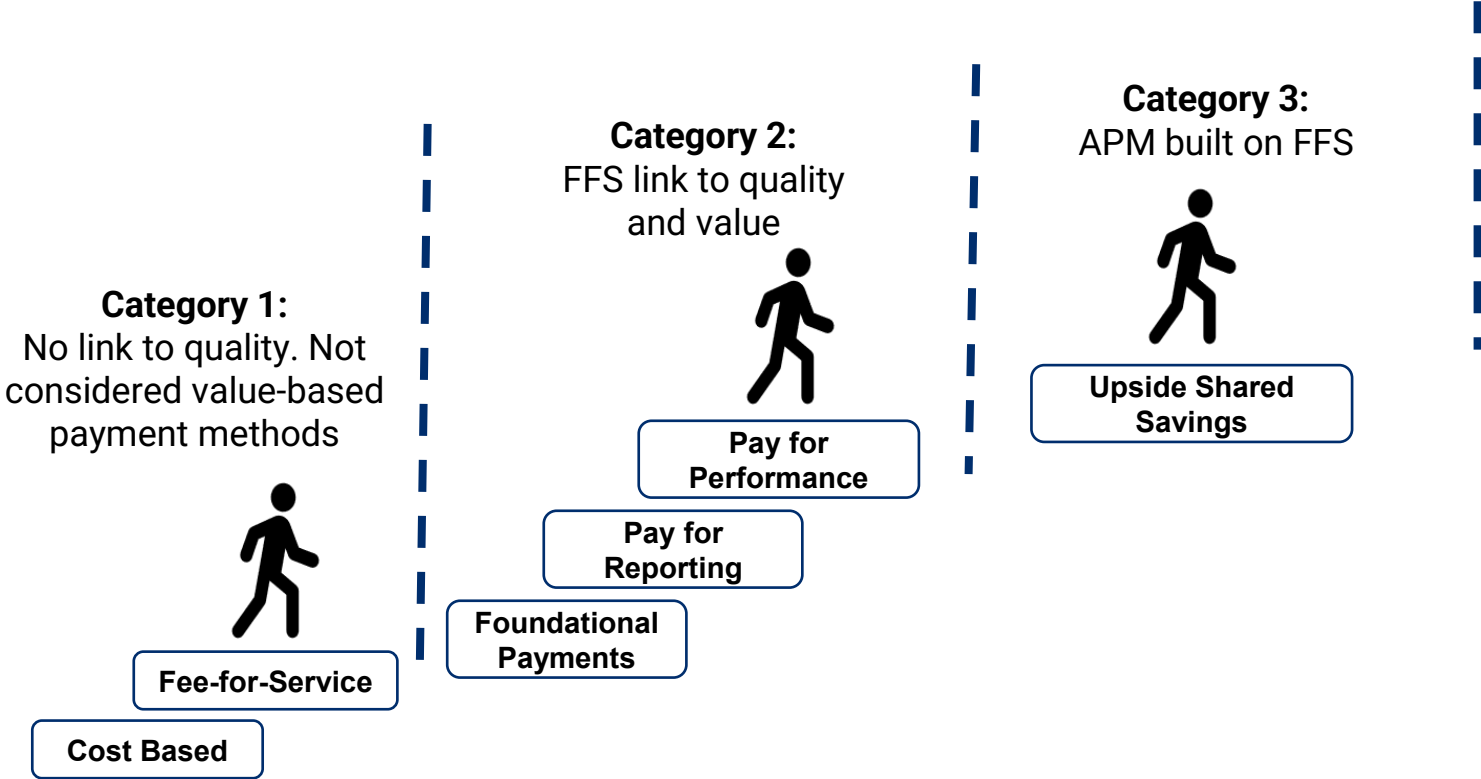 Category 1:
No link to quality. Not
considered value-based
payment methods
Fee-for-Service
Cost Based
Category 2:
FFS link to quality
and value
Pay for
Performance
Pay for
Reporting
Foundational
Payments
Category 3:
APM built on FFS
Upside Shared
Savings